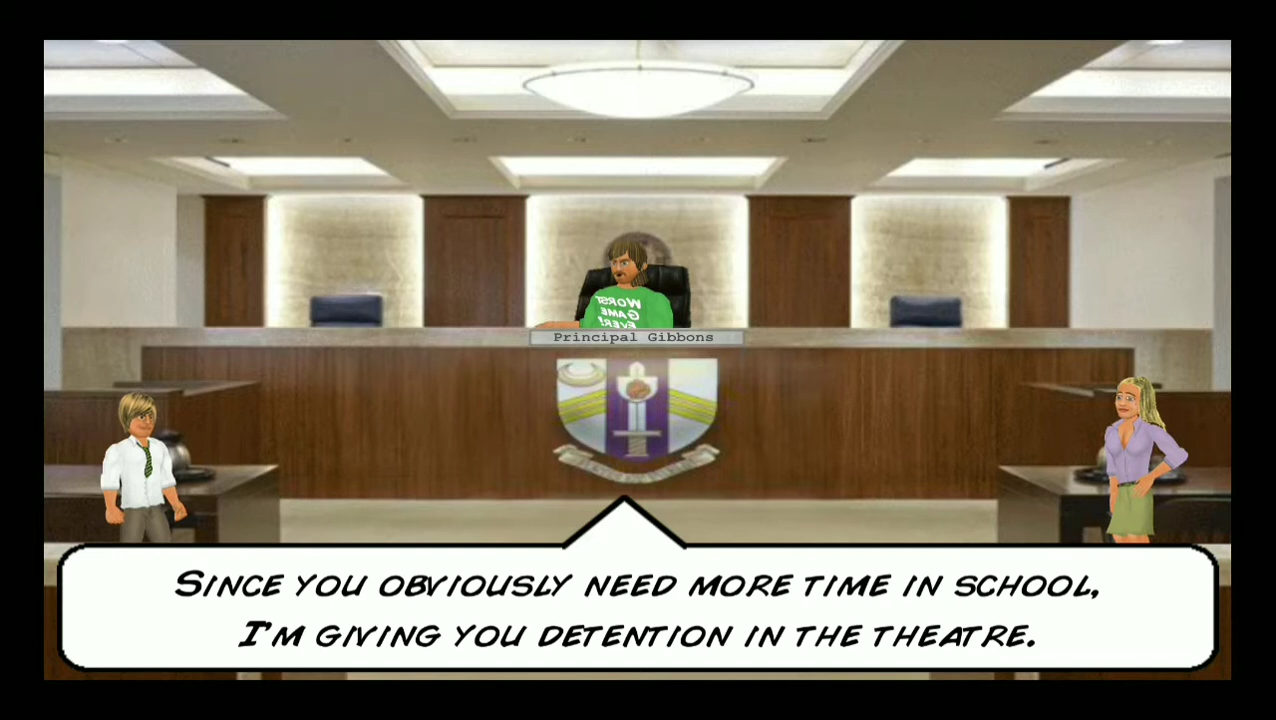 WORST
GAME
EVER!
Principal Gibbons
SINCE YOU OBVIOUSLY NEED MORE TIME IN SCHOOL,
I'M GIVING YOU DETENTION IN THE THEATRE.